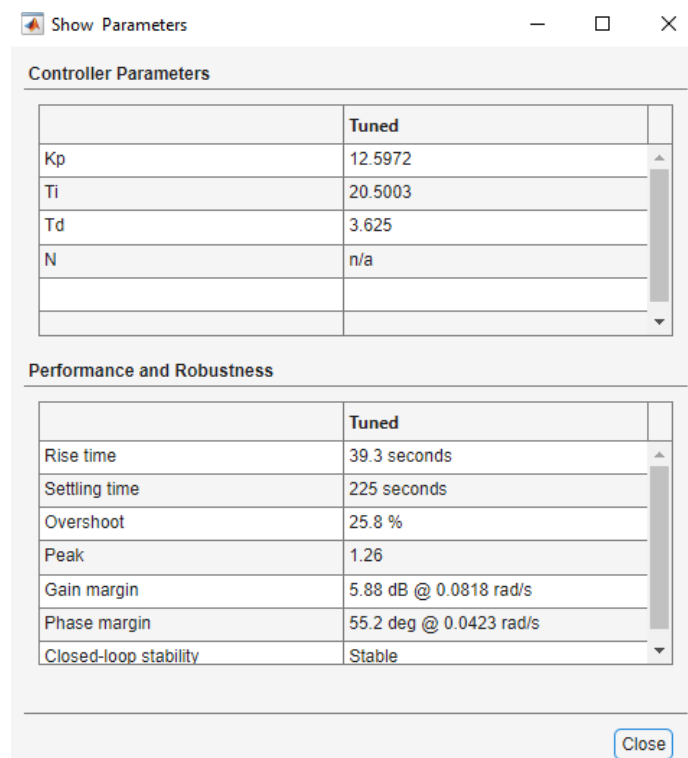 Show Parameters
Controller Parameters
Tuned
Kp 12.5972
Ti 20.5003
Td 3.625
N n/a
Performance and Robustness
Tuned
Rise time 39.3 seconds
Settling time 225 seconds
Overshoot 25.8 %
Peak 1.26
Gain margin 5.88 dB @ 0.0818 rad/s
Phase margin 55.2 deg @ 0.0423 rad/s
Closed-loop stability Stable
Close